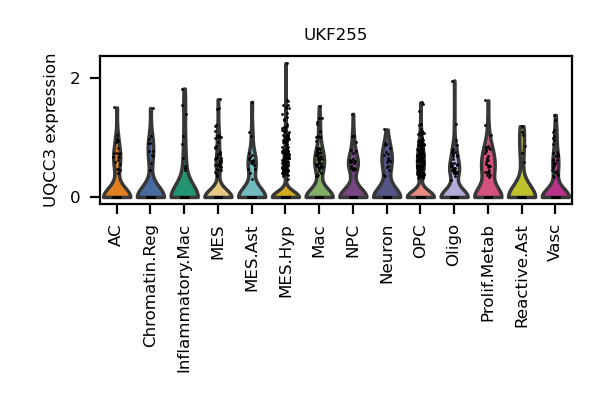 UKF255
UQCC3 expression
2
0
AC
Chromatin.Reg
Inflammatory.Mac
MES
MES.Ast
MES.Hyp
Mac
NPC
Neuron
OPC
Oligo
Prolif.Metab
Reactive.Ast
Vasc